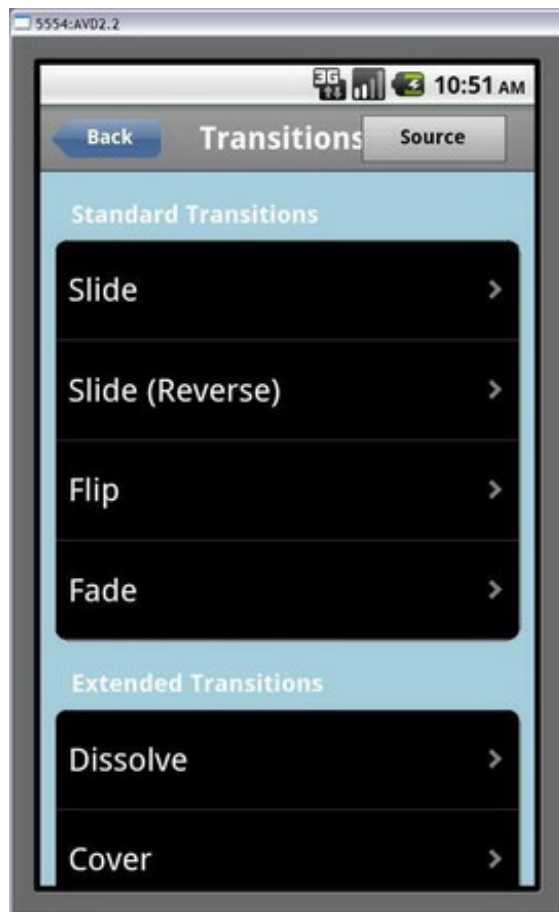 5554:AVD2.2
3G 10:51 AM
Back Transitions Source
Standard Transitions
Slide
Slide (Reverse)
Flip
Fade
Extended Transitions
Dissolve
Cover